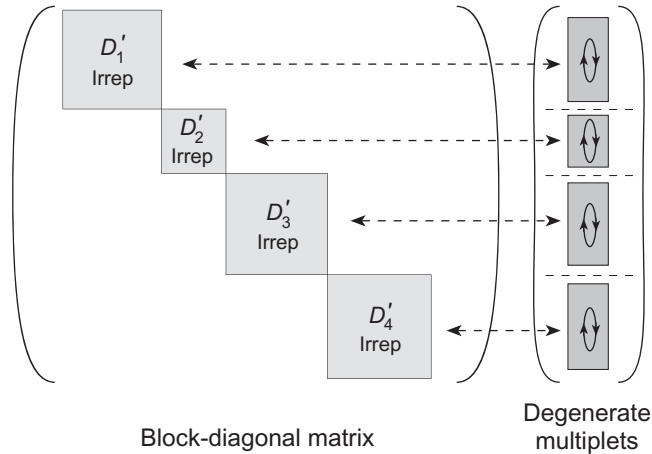 D′₁
Irrep
D′₂
Irrep
D′₃
Irrep
D′₄
Irrep
Block-diagonal matrix
Degenerate
multiplets